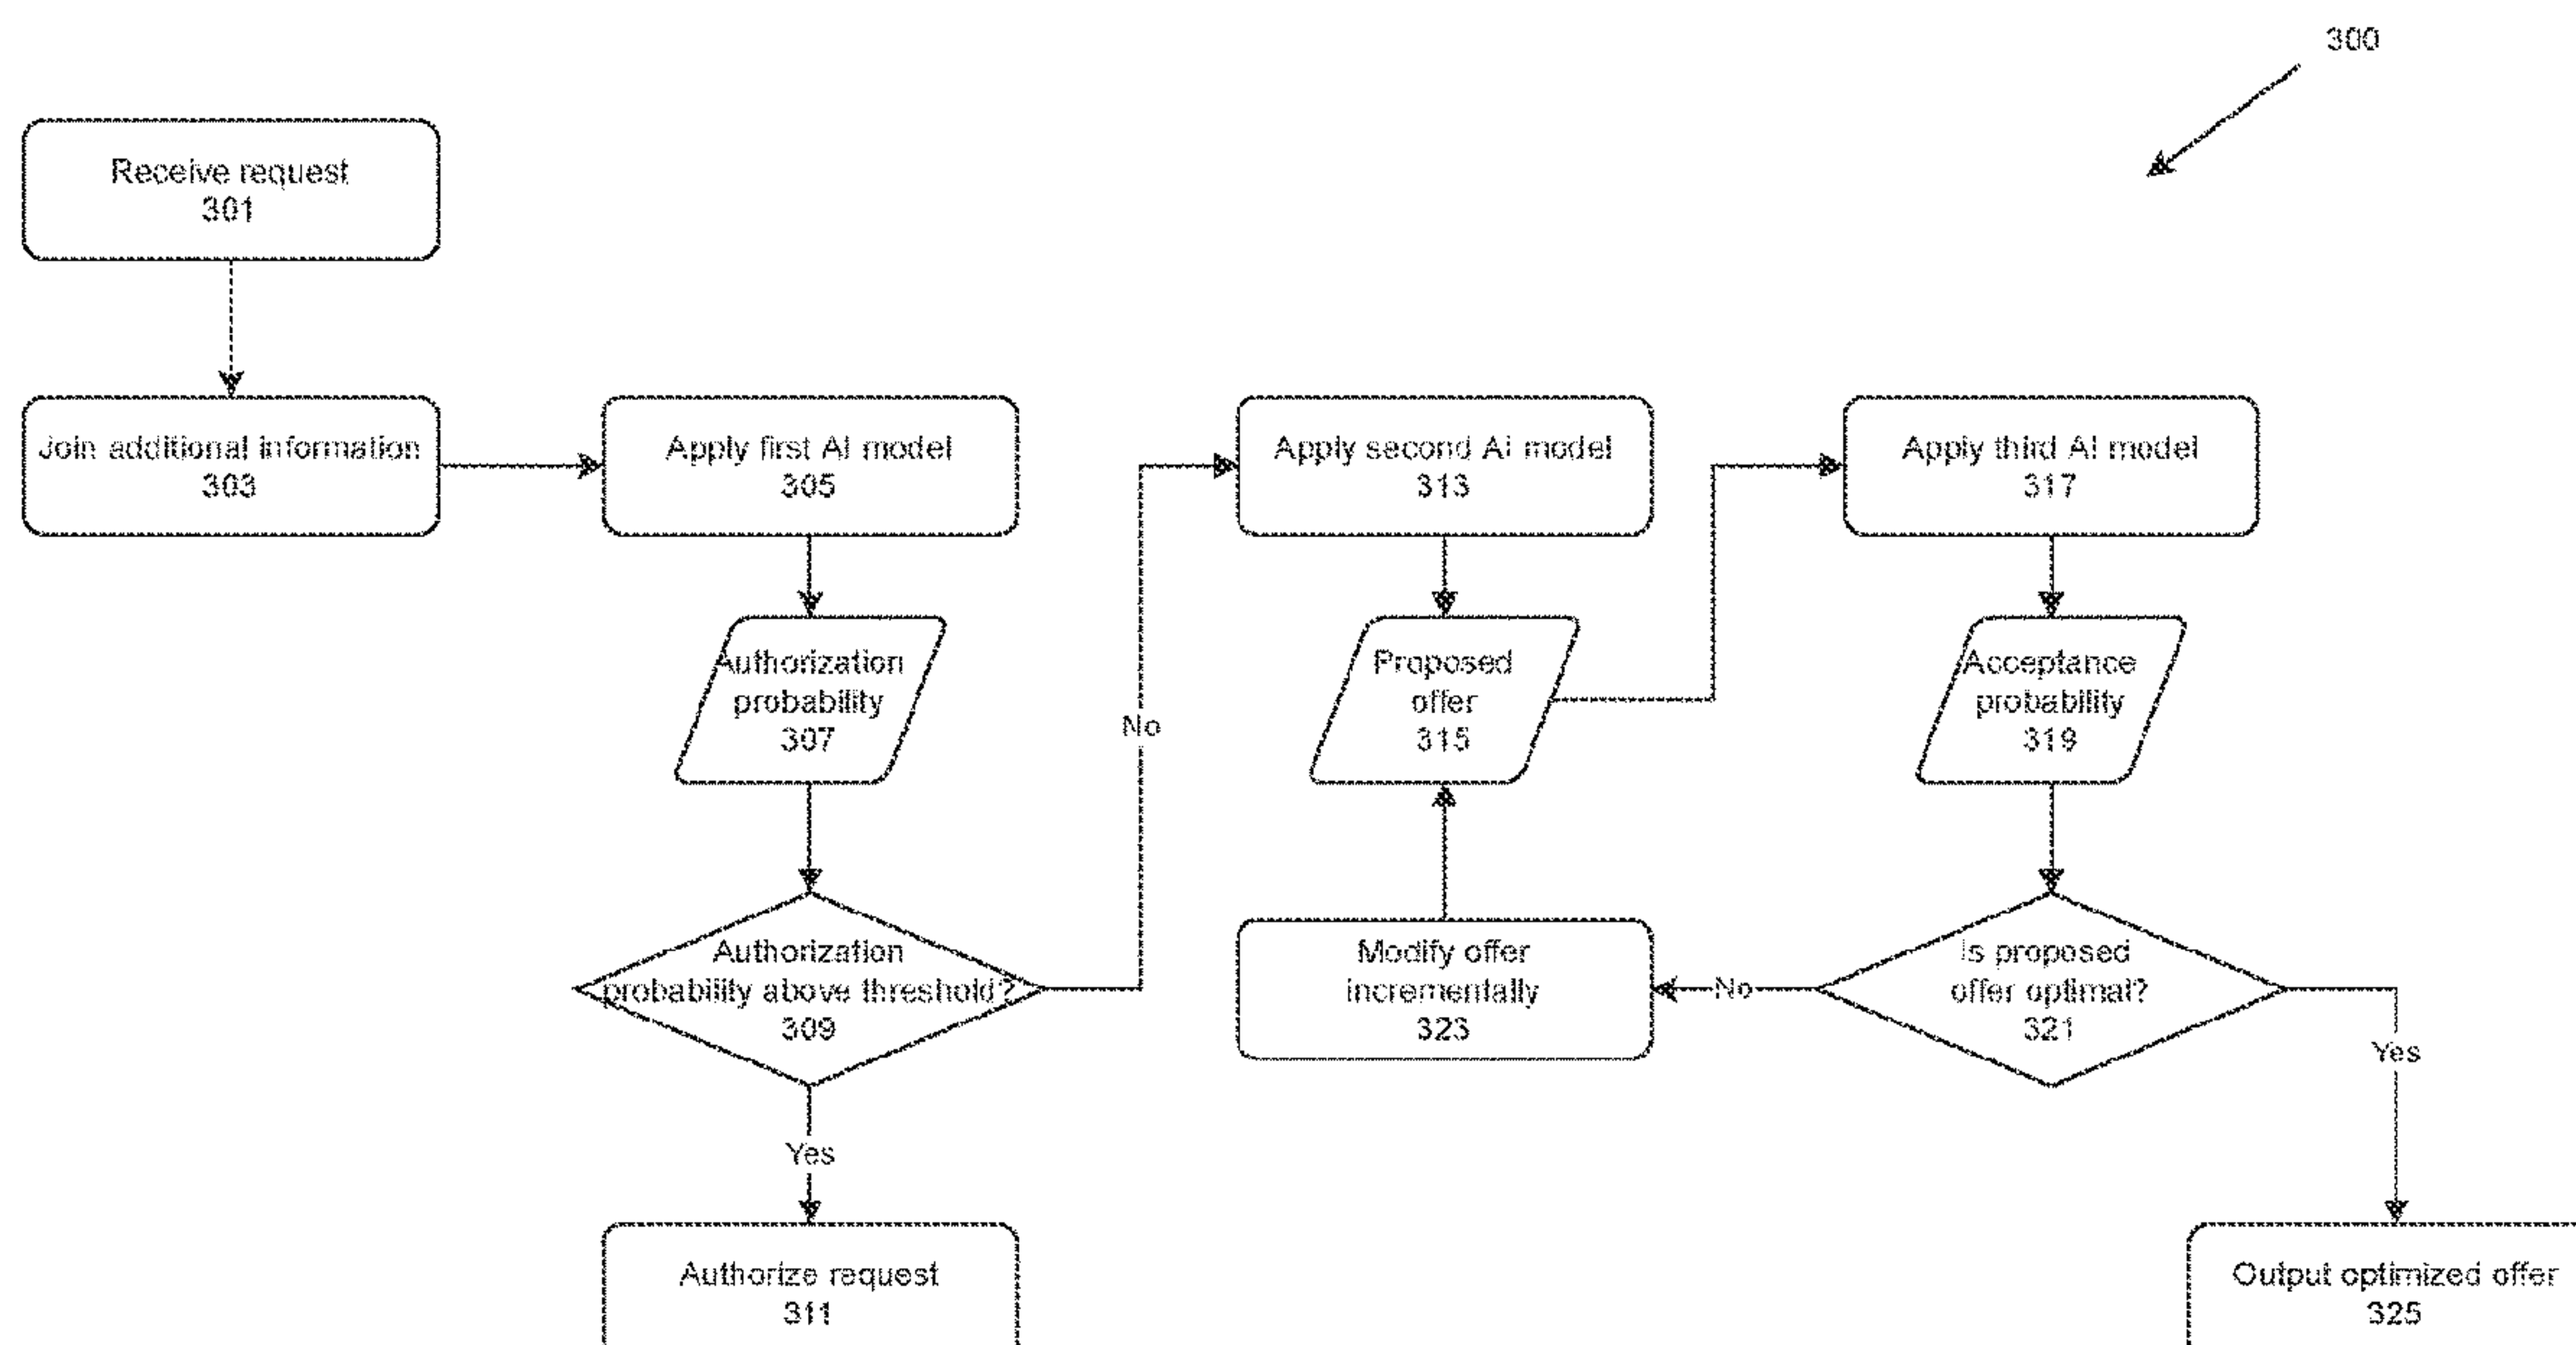 300
Receive request
301
Join additional information
303
Apply first AI model
305
Authorization
probability
307
Authorization
probability above threshold?
309
Yes
Authorize request
311
No
Apply second AI model
313
Proposed
offer
315
Modify offer
incrementally
323
Apply third AI model
317
Acceptance
probability
319
Is proposed
offer optimal?
321
No
Yes
Output optimized offer
325